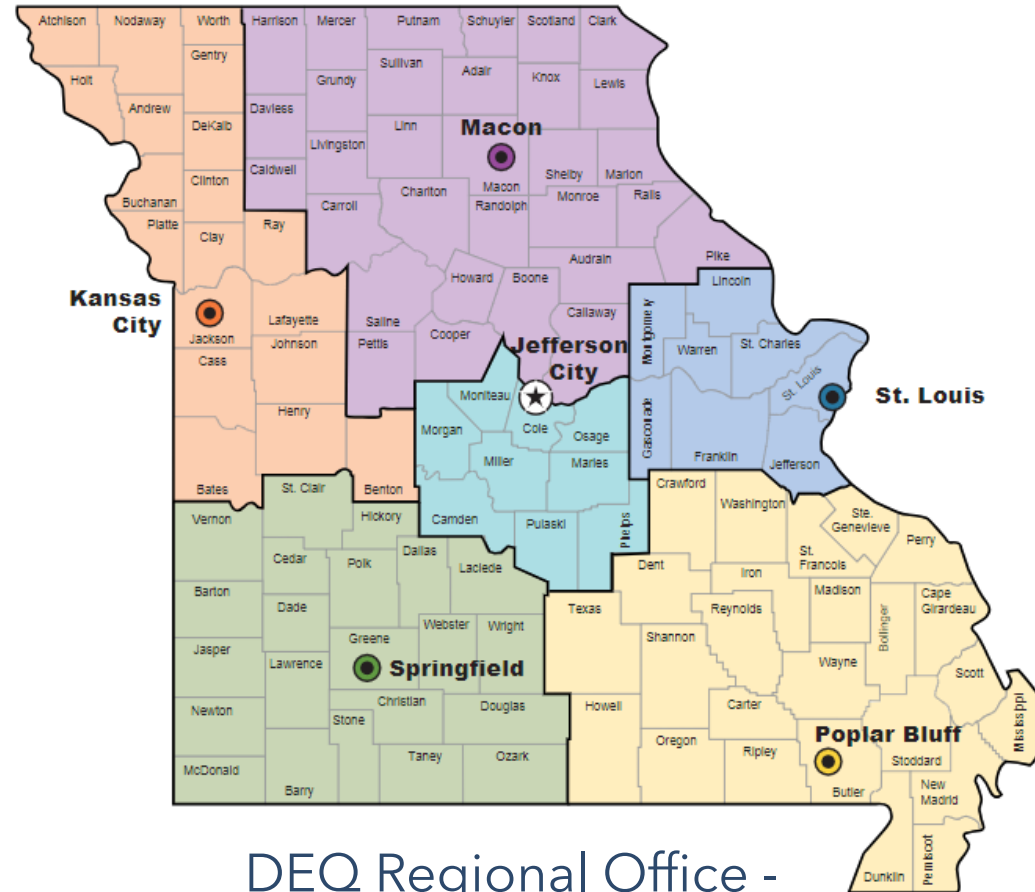 Atchison
Nodaway
Worth
Harrison
Mercer
Putnam
Schuyler
Scotland
Clark
Gentry
Holt
Sullivan
Adair
Grundy
Knox
Lewis
Andrew
Daviess
DeKalb
Linn
Macon
Livingston
Caldwell
Clinton
Shelby
Marion
Macon
Chariton
Monroe
Ralls
Buchanan
Carroll
Randolph
Platte
Ray
Clay
Pike
Audrain
Howard
Boone
Lincoln
Kansas
City
Callaway
Montgomery
Lafayette
Saline
Jackson
Johnson
Pettis
Cooper
Jefferson
City
Warren
St. Charles
Cass
St. Louis
St. Louis
Moniteau
Henry
Cole
Morgan
Osage
Gasconade
Franklin
Miller
Maries
Jefferson
Bates
St. Clair
Benton
Crawford
Washington
Vernon
Hickory
Camden
Pulaski
Phelps
Ste.
Genevieve
Perry
Dallas
St.
Francois
Cedar
Polk
Laclede
Dent
Iron
Barton
Madison
Cape
Girardeau
Dade
Texas
Reynolds
Webster
Wright
Bollinger
Greene
Shannon
Jasper
Lawrence
Springfield
Wayne
Scott
Newton
Christian
Douglas
Howell
Carter
Mississippi
Stone
Oregon
Poplar Bluff
Ripley
Taney
Ozark
Stoddard
McDonald
Barry
Butler
New
Madrid
Pemiscot
Dunklin
DEQ Regional Office -